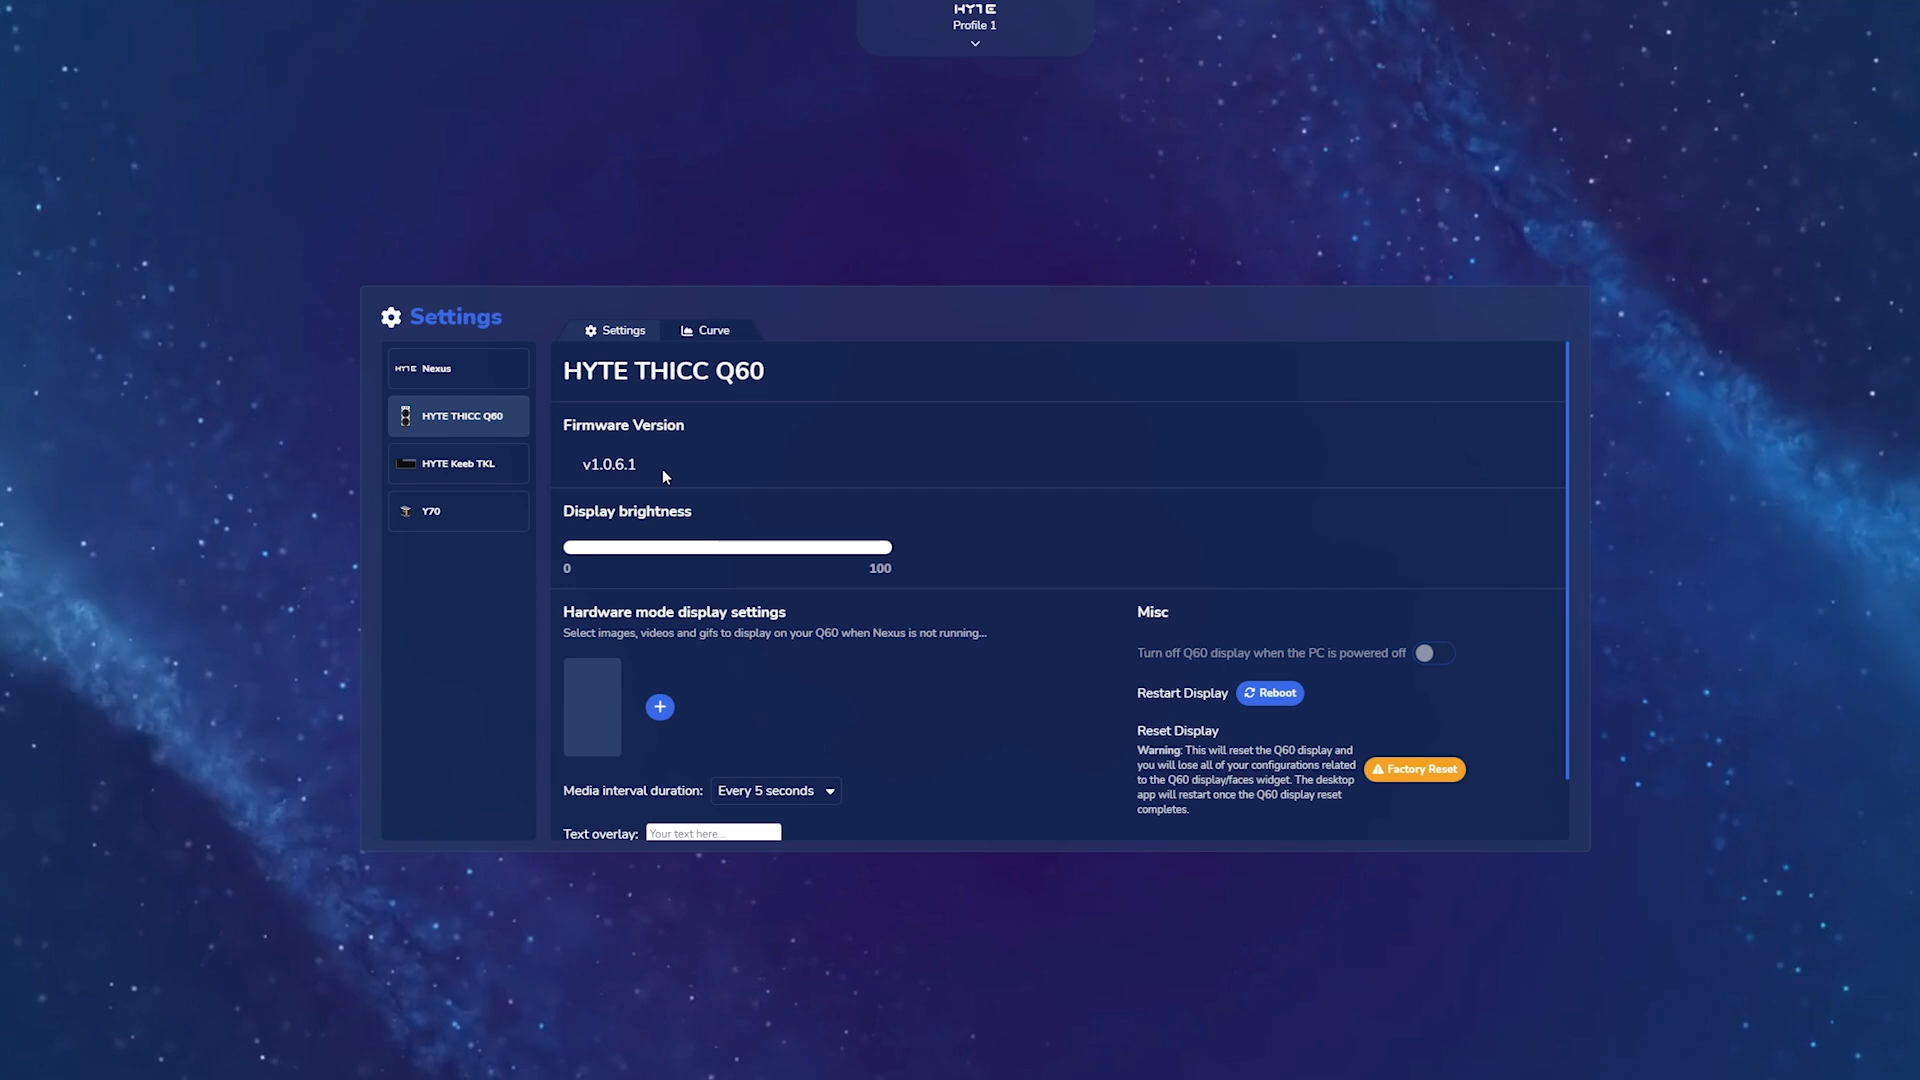 HYTE
Profile 1
Settings
Settings
Curve
HYTE Nexus
HYTE THICC Q60
HYTE Keeb TKL
Y70
HYTE THICC Q60
Firmware Version
v1.0.6.1
Display brightness
0
100
Hardware mode display settings
Select images, videos and gifs to display on your Q60 when Nexus is not running...
+
Media interval duration:
Every 5 seconds
Text overlay:
Your text here...
Misc
Turn off Q60 display when the PC is powered off
Restart Display
Reboot
Reset Display
Warning: This will reset the Q60 display and
you will lose all of your configurations related
to the Q60 display/faces widget. The desktop
app will restart once the Q60 display reset
completes.
Factory Reset